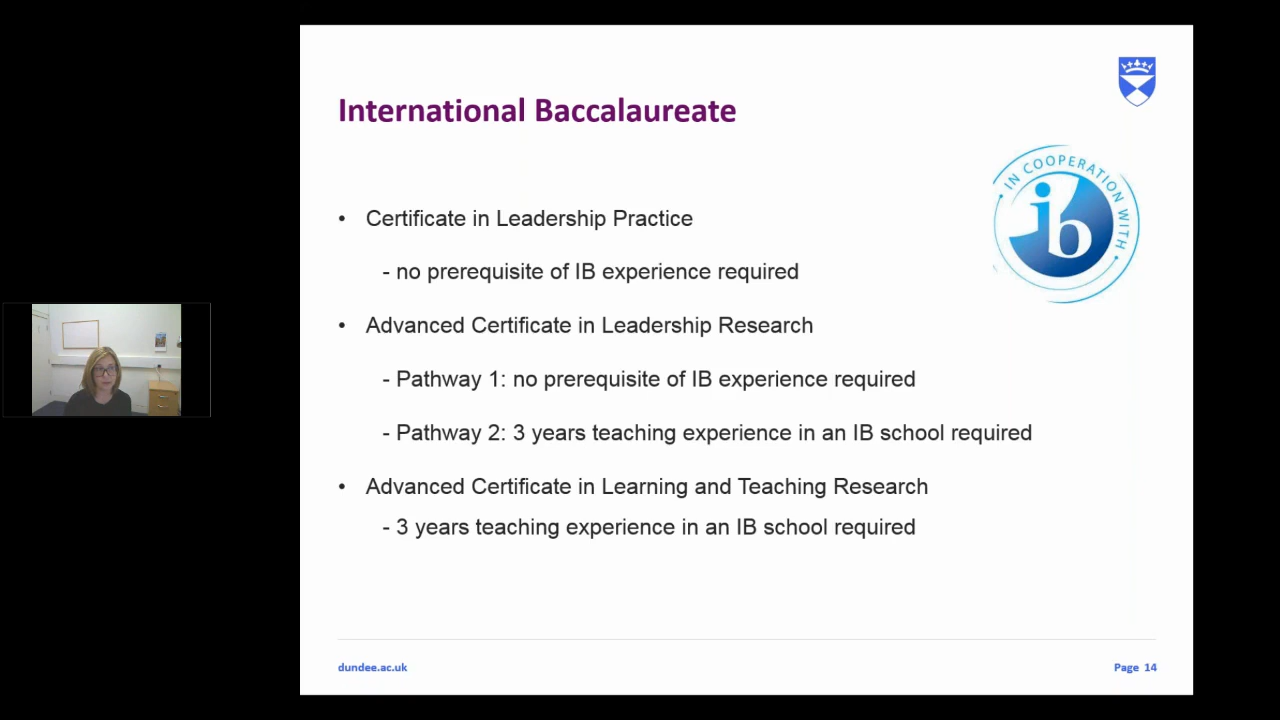 International Baccalaureate
IN COOPERATION WITH
ib
• Certificate in Leadership Practice
- no prerequisite of IB experience required
• Advanced Certificate in Leadership Research
- Pathway 1: no prerequisite of IB experience required
- Pathway 2: 3 years teaching experience in an IB school required
• Advanced Certificate in Learning and Teaching Research
- 3 years teaching experience in an IB school required
dundee.ac.uk
Page 14